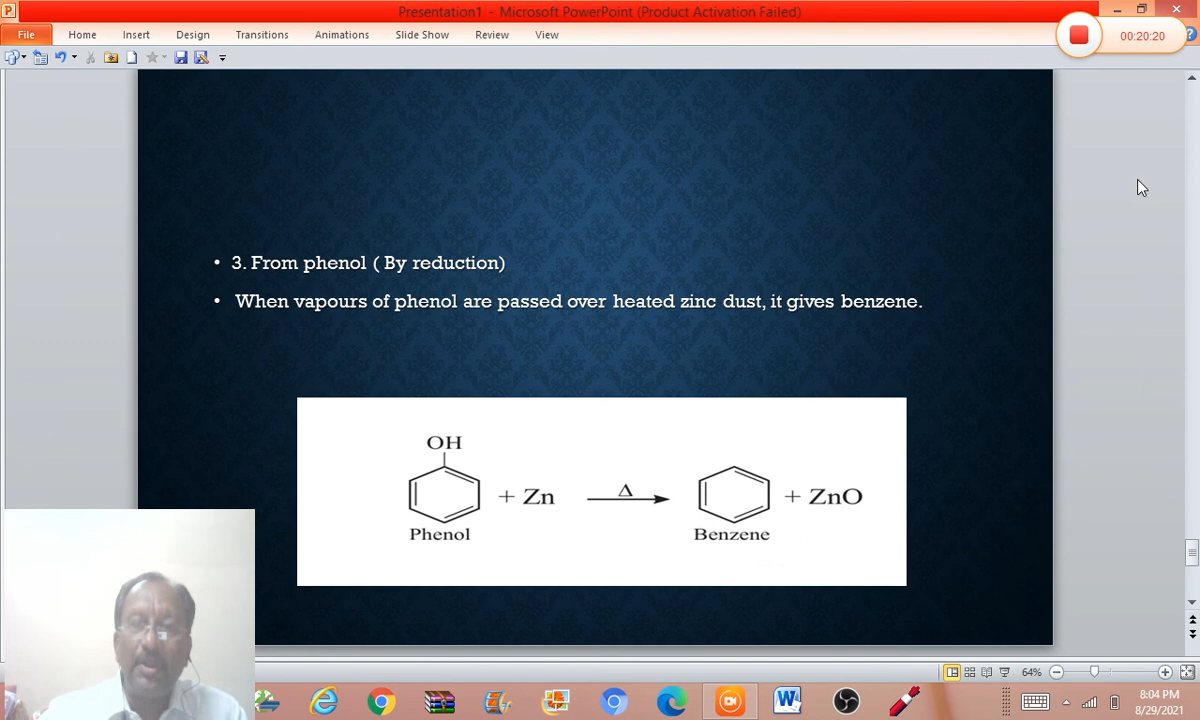 Presentation1 - Microsoft PowerPoint (Product Activation Failed)
File Home Insert Design Transitions Animations Slide Show Review View
00:20:20
• 3. From phenol ( By reduction)
• When vapours of phenol are passed over heated zinc dust, it gives benzene.
OH
+ Zn Δ + ZnO
Phenol Benzene
64%
8:04 PM
8/29/2021